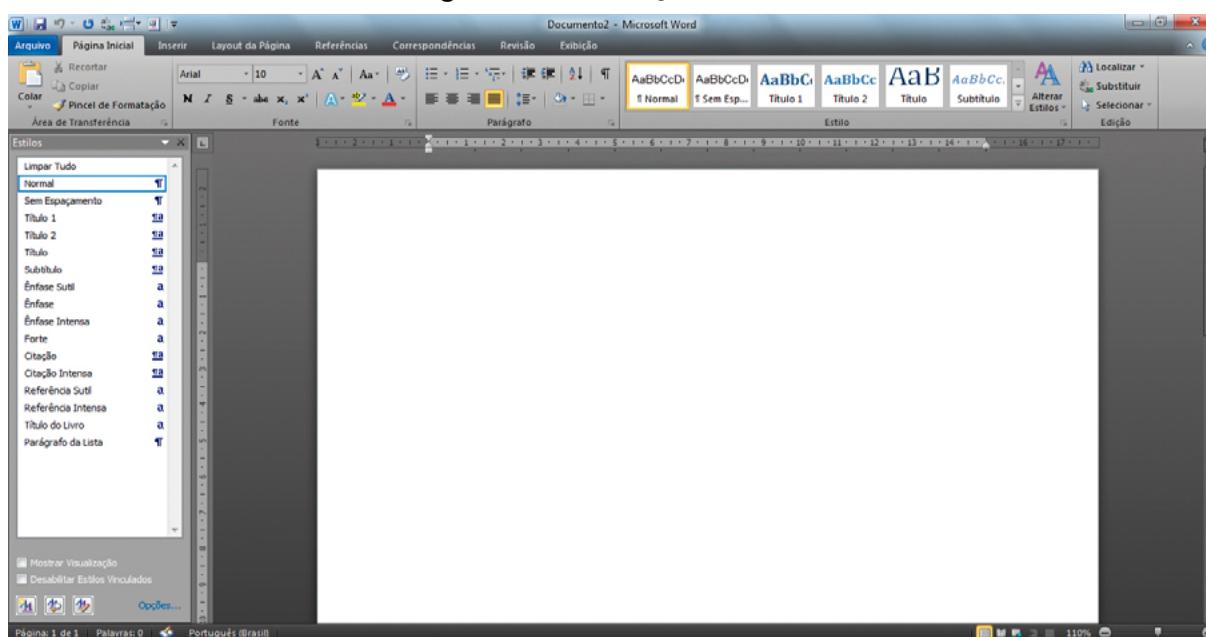 Documento2 - Microsoft Word
Arquivo Página Inicial Inserir Layout da Página Referências Correspondências Revisão Exibição
Colar
Recortar
Copiar
Pincel de Formatação
Área de Transferência
Arial 10
N I S abe x, x²
Fonte
Parágrafo
AaBbCcDc AaBbCcDc AaBbC AaBbCc AaB AaBbCc.
¶ Normal ¶ Sem Esp... Título 1 Título 2 Título Subtítulo
Alterar Estilos
Estilo
Localizar
Substituir
Selecionar
Edição
Estilos
Limpar Tudo
Normal
Sem Espaçamento
Título 1
Título 2
Título
Subtítulo
Ênfase Sutil
Ênfase
Ênfase Intensa
Forte
Citação
Citação Intensa
Referência Sutil
Referência Intensa
Título do Livro
Parágrafo da Lista
Mostrar Visualização
Desabilitar Estilos Vinculados
Opções...
Página: 1 de 1 Palavras: 0 Português (Brasil) 110%